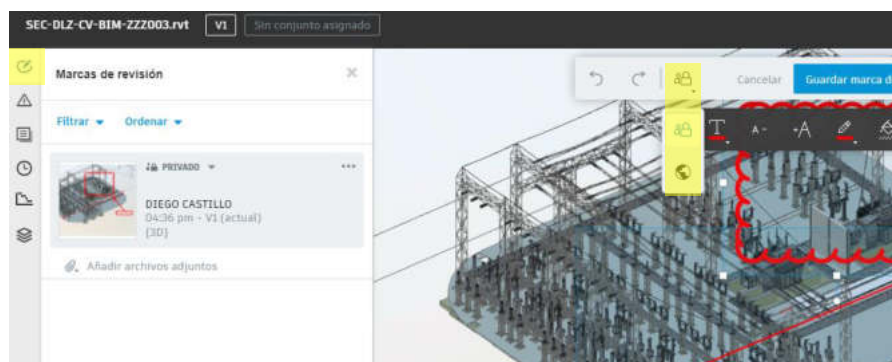 SEC-DLZ-CV-BIM-ZZZ003.rvt V1 Sin conjunto asignado
Marcas de revisión
Cancelar Guardar marca d
Filtrar Ordenar
T A- +A
PRIVADO
DIEGO CASTILLO
04:36 pm - V1 (actual)
(3D)
Añadir archivos adjuntos